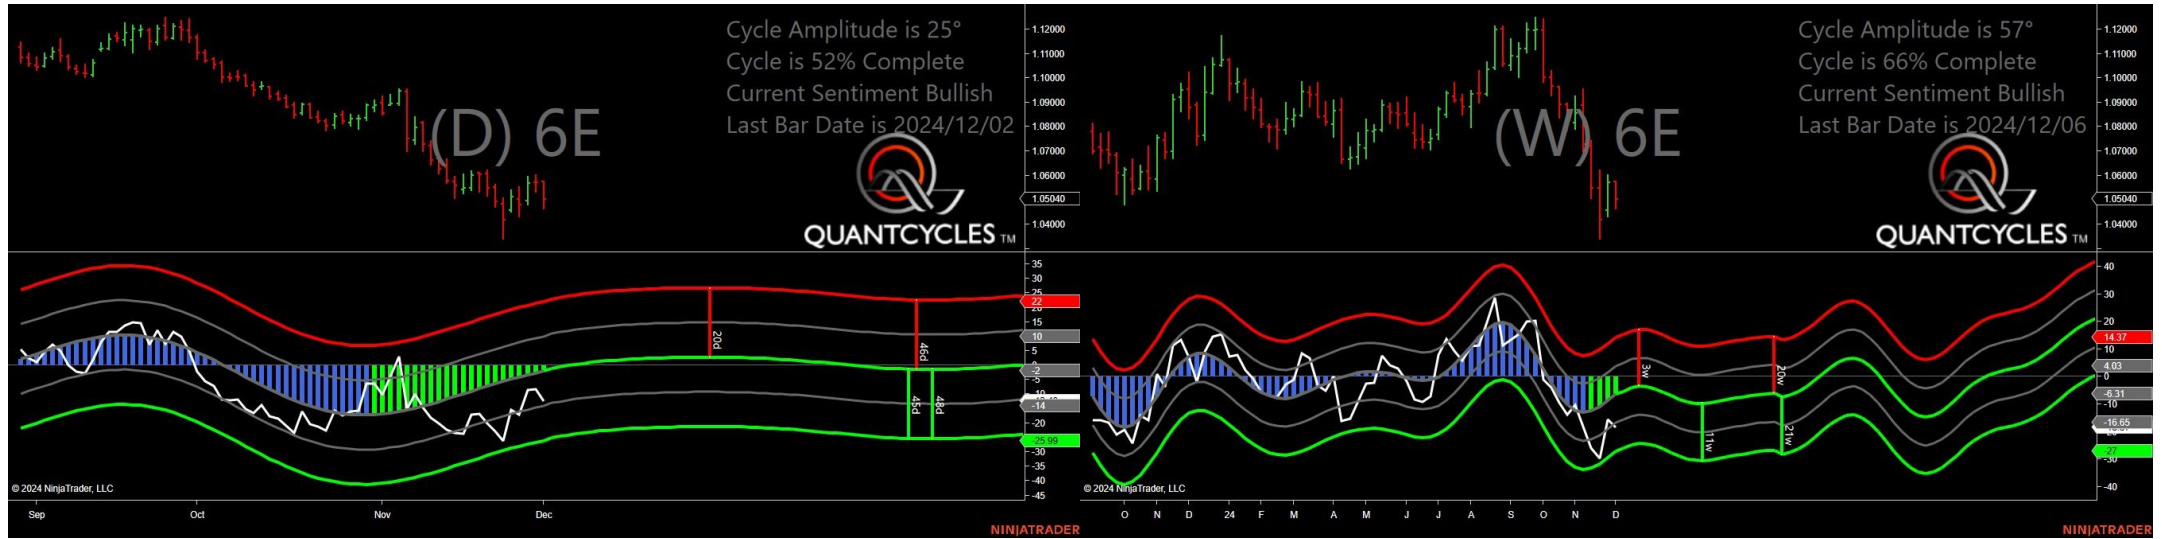 Cycle Amplitude is 25°
Cycle is 52% Complete
Current Sentiment Bullish
Last Bar Date is 2024/12/02
(D) 6E
QUANTCYCLES TM
1.12000
1.11000
1.10000
1.09000
1.08000
1.07000
1.06000
1.05040
1.04000
35
30
25
22
20
15
10
5
-2
-5
-10
-14
-20
-25.99
-30
-35
-40
-45
20d
46d
45d
48d
© 2024 NinjaTrader, LLC
Sep Oct Nov Dec
NINJATRADER
Cycle Amplitude is 57°
Cycle is 66% Complete
Current Sentiment Bullish
Last Bar Date is 2024/12/06
(W) 6E
QUANTCYCLES TM
1.12000
1.11000
1.10000
1.09000
1.08000
1.07000
1.06000
1.05040
1.04000
40
30
20
14.37
10
4.03
0
-6.31
-10
-16.65
-27
-30
-40
3w
20w
11w
21w
© 2024 NinjaTrader, LLC
O N D 24 F M A M J J A S O N D
NINJATRADER